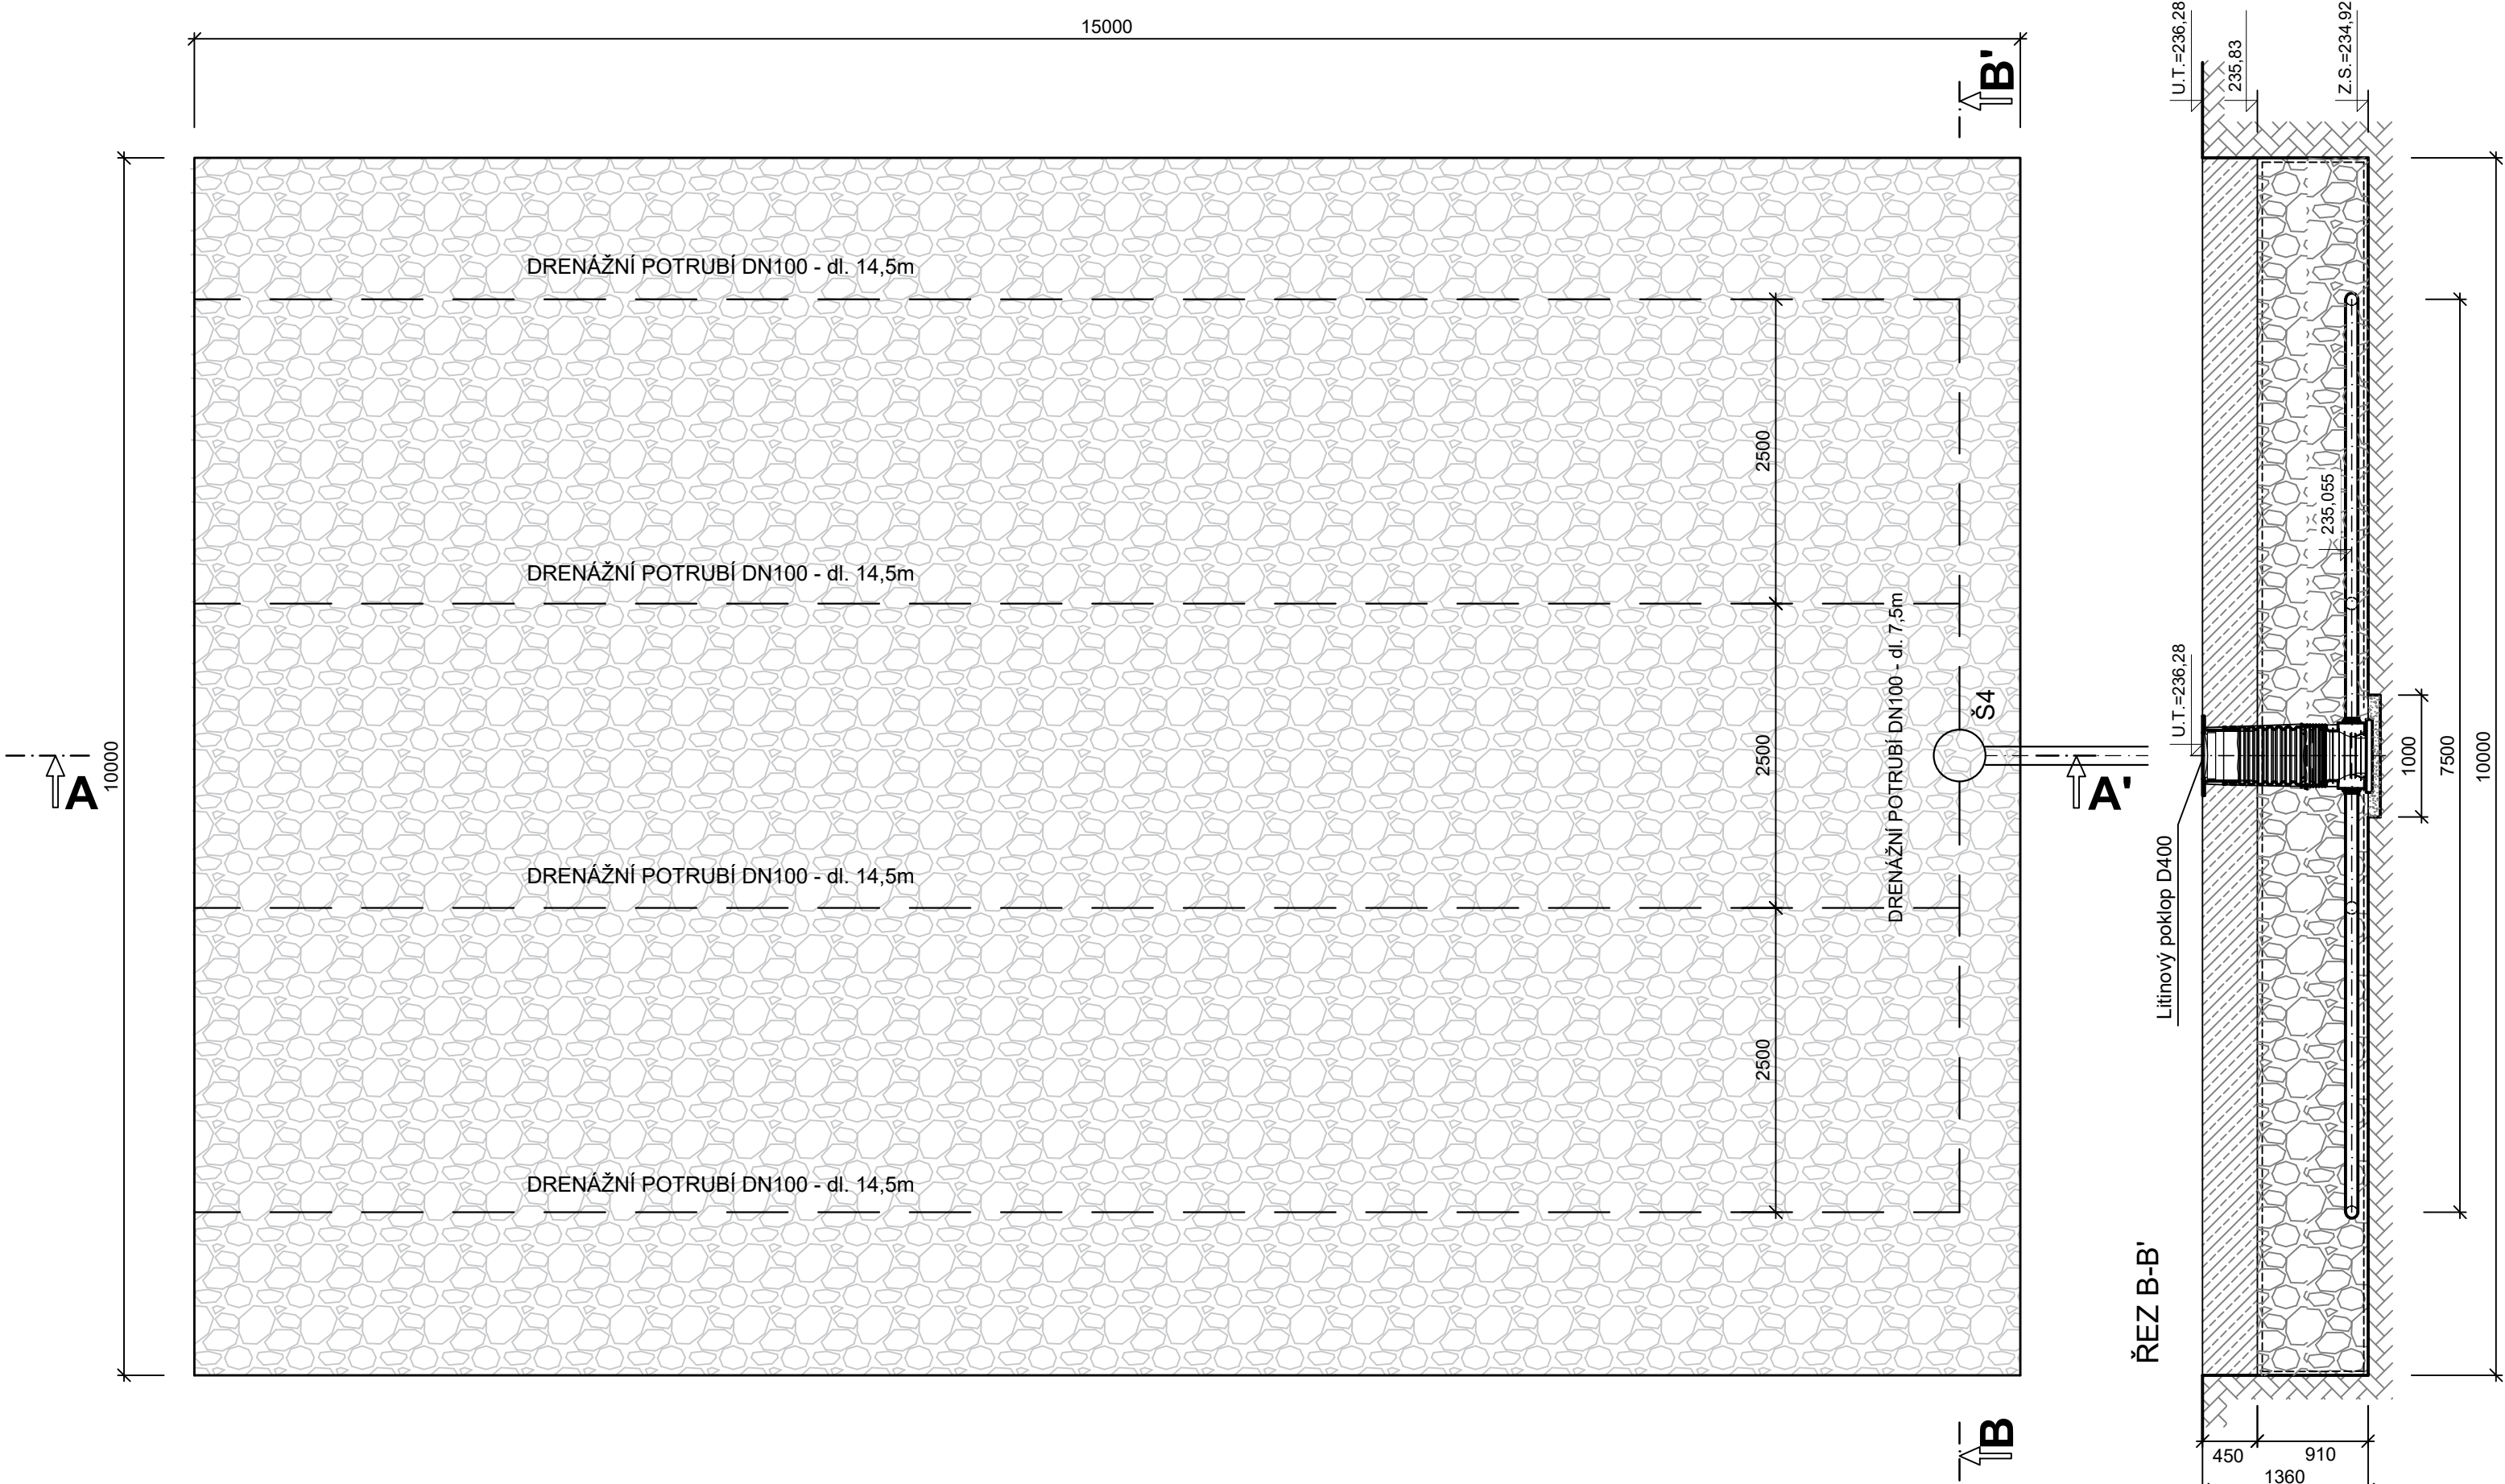 15000
B'
U.T.=236,28
235,83
Z.S.=234,92
DRENÁŽNÍ POTRUBÍ DN100 - dl. 14,5m
2500
235,055
DRENÁŽNÍ POTRUBÍ DN100 - dl. 14,5m
DRENÁŽNÍ POTRUBÍ DN100 - dl. 7,5m
Š4
U.T.=236,28
A
10000
2500
A'
1000
7500
10000
Litinový poklop D400
DRENÁŽNÍ POTRUBÍ DN100 - dl. 14,5m
2500
DRENÁŽNÍ POTRUBÍ DN100 - dl. 14,5m
ŘEZ B-B'
B
450
910
1360